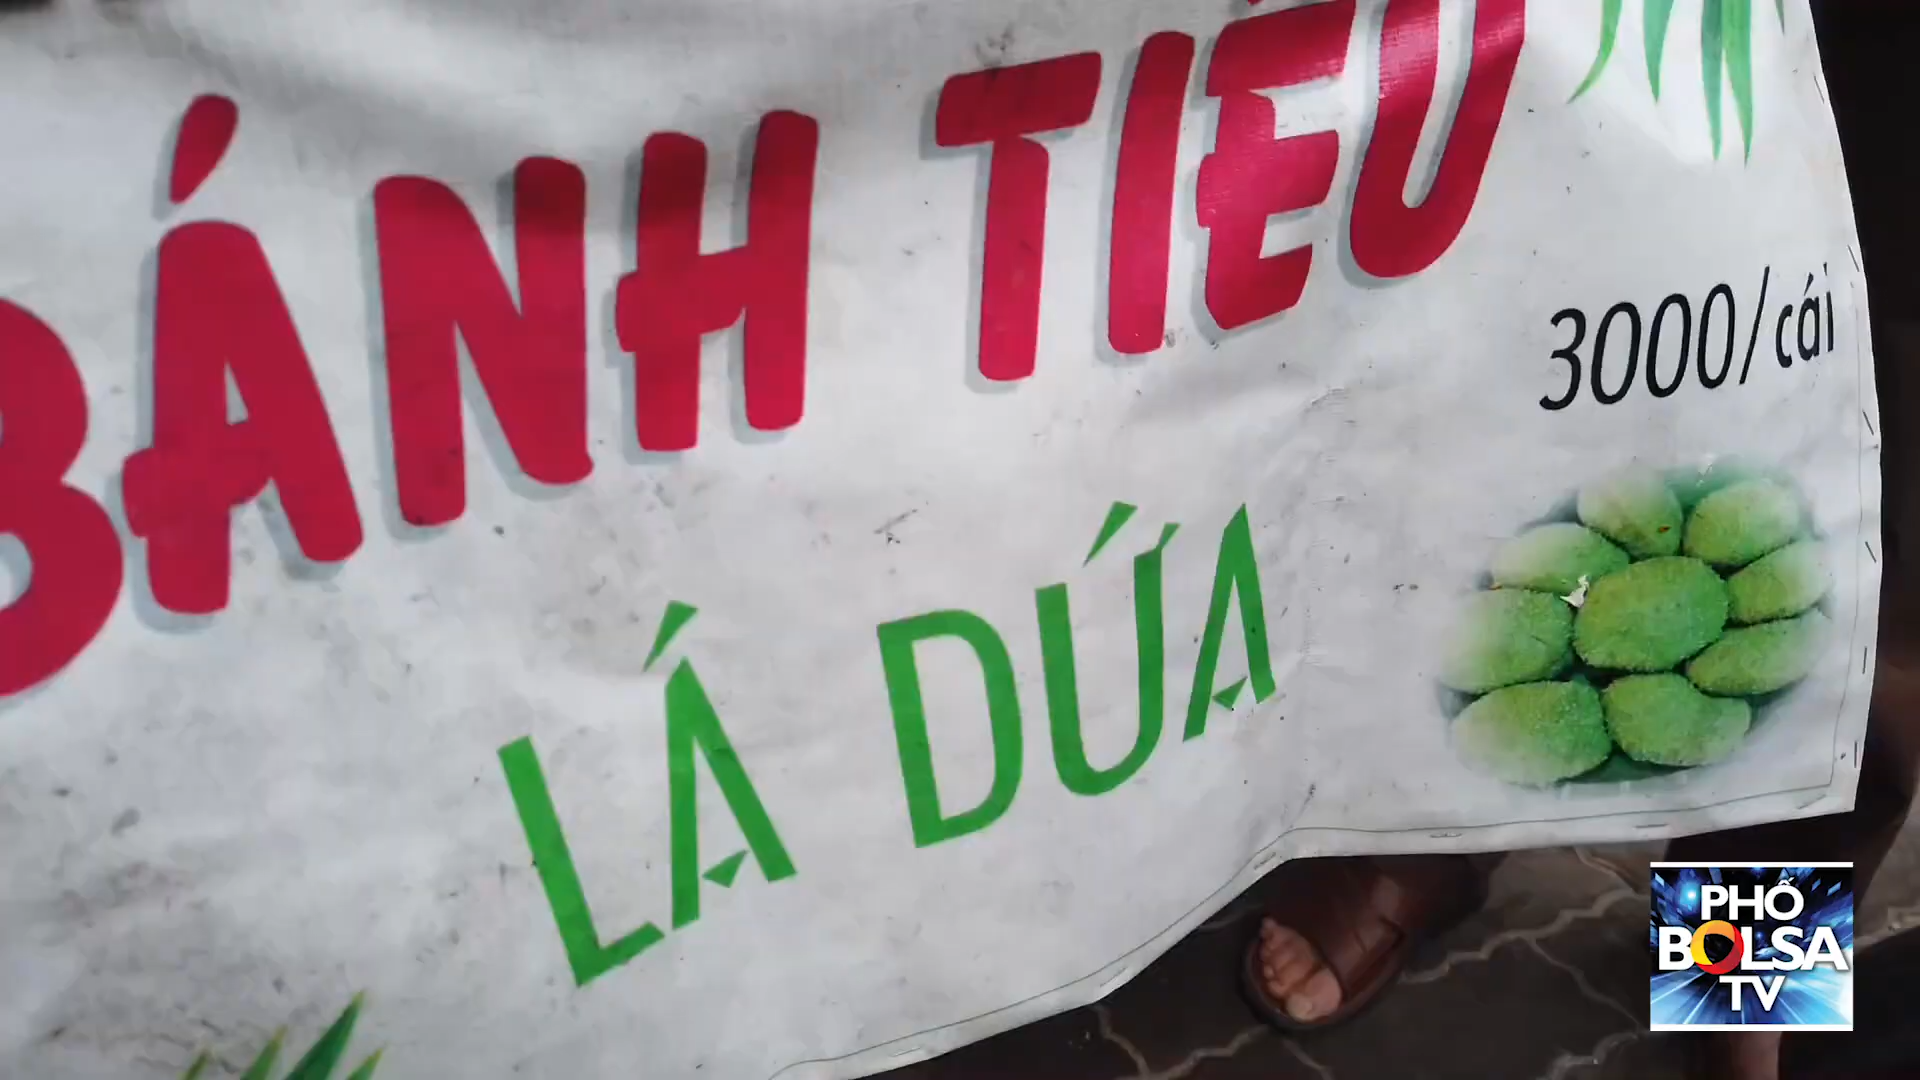 BÁNH TIÊU
3000/cái
LÁ DỨA
PHỐ
BOLSA
TV